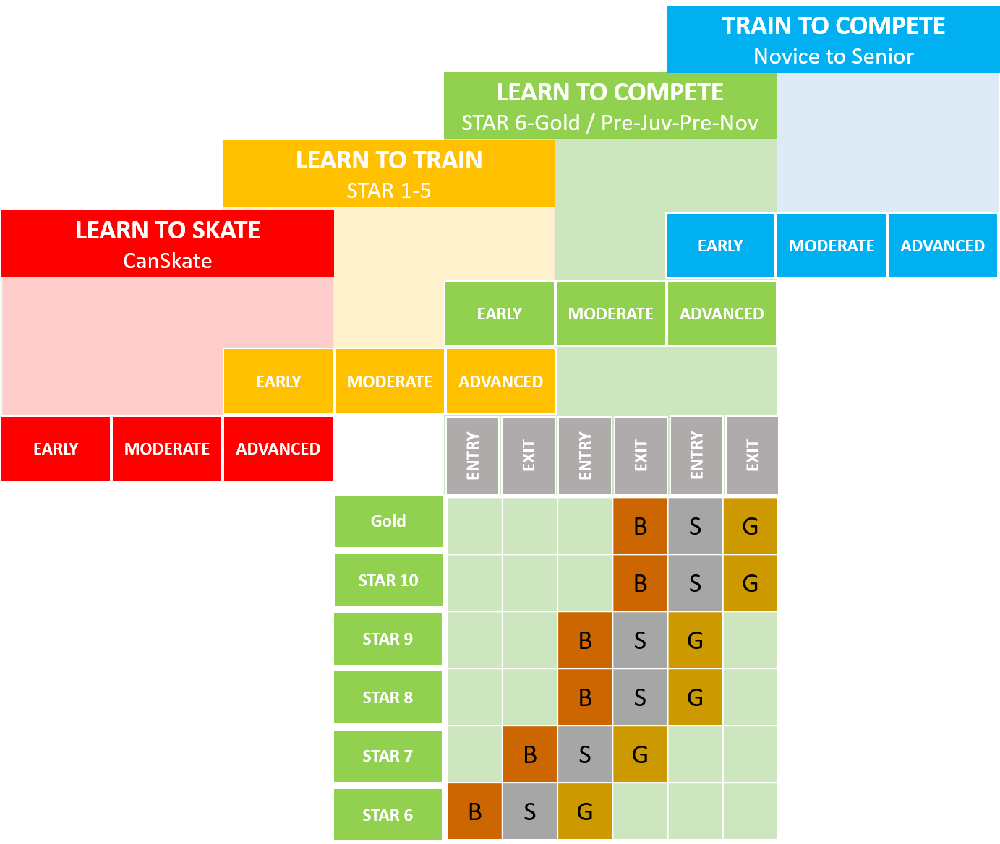 TRAIN TO COMPETE
Novice to Senior
LEARN TO COMPETE
STAR 6-Gold / Pre-Juv-Pre-Nov
LEARN TO TRAIN
STAR 1-5
LEARN TO SKATE
CanSkate
EARLY MODERATE ADVANCED
EARLY MODERATE ADVANCED
EARLY MODERATE ADVANCED
EARLY MODERATE ADVANCED
ENTRY EXIT ENTRY EXIT ENTRY EXIT
Gold B S G
STAR 10 B S G
STAR 9 B S G
STAR 8 B S G
STAR 7 B S G
STAR 6 B S G